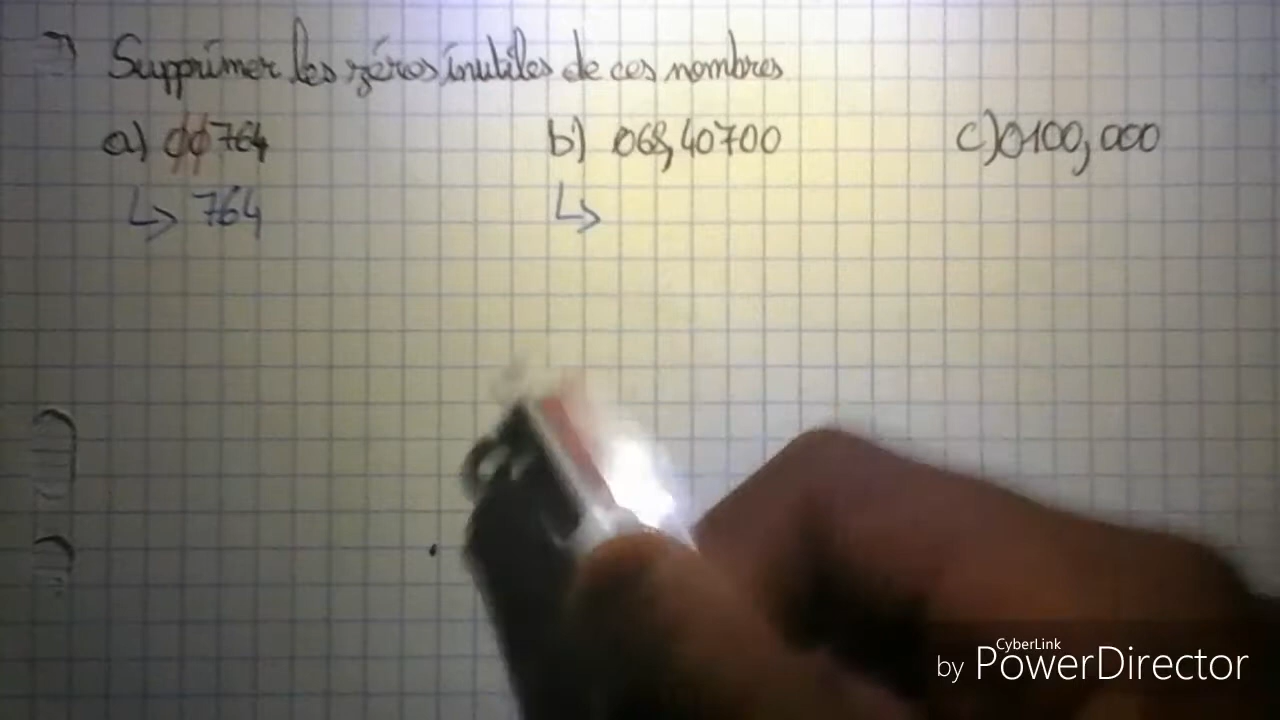 Supprimer les zéros inutiles de ces nombres
a) 00764 b) 068,40700 c) 0100,000
↳ 764 ↳
CyberLink
by PowerDirector